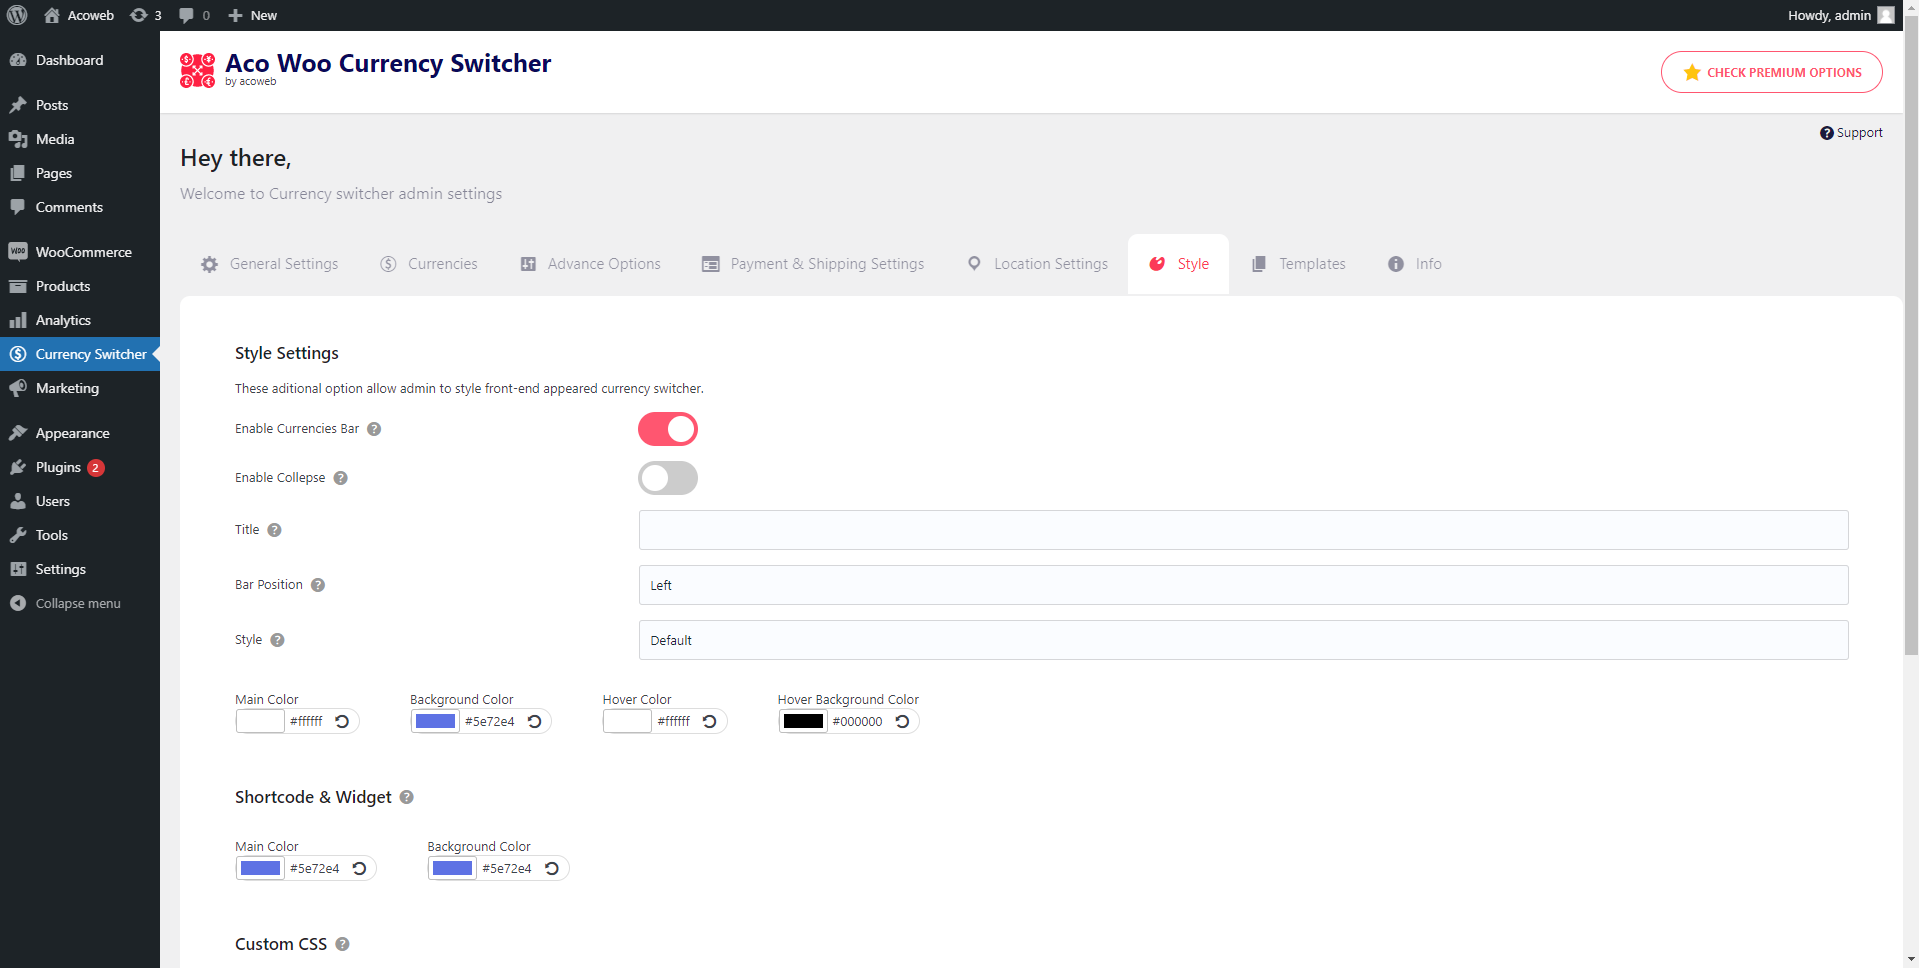 Acoweb 3 0 New Howdy, admin
Dashboard
Posts
Media
Pages
Comments
WOO WooCommerce
Products
Analytics
Currency Switcher
Marketing
Appearance
Plugins 2
Users
Tools
Settings
Collapse menu
Aco Woo Currency Switcher
by acoweb
CHECK PREMIUM OPTIONS
Support
Hey there,
Welcome to Currency switcher admin settings
General Settings Currencies Advance Options Payment & Shipping Settings Location Settings Style Templates Info
Style Settings
These aditional option allow admin to style front-end appeared currency switcher.
Enable Currencies Bar
Enable Collepse
Title
Bar Position Left
Style Default
Main Color Background Color Hover Color Hover Background Color
#ffffff #5e72e4 #ffffff #000000
Shortcode & Widget
Main Color Background Color
#5e72e4 #5e72e4
Custom CSS